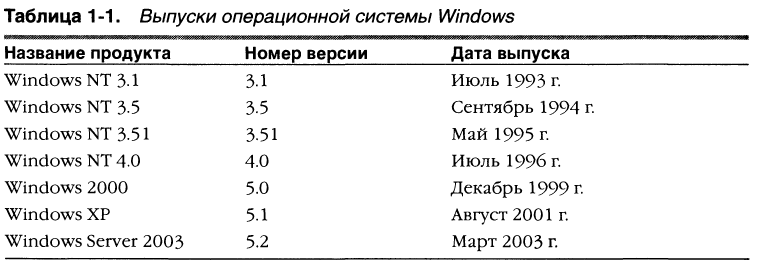 Таблица 1-1. Выпуски операционной системы Windows
Название продукта Номер версии Дата выпуска
Windows NT 3.1 3.1 Июль 1993 г.
Windows NT 3.5 3.5 Сентябрь 1994 г.
Windows NT 3.51 3.51 Май 1995 г.
Windows NT 4.0 4.0 Июль 1996 г.
Windows 2000 5.0 Декабрь 1999 г.
Windows XP 5.1 Август 2001 г.
Windows Server 2003 5.2 Март 2003 г.